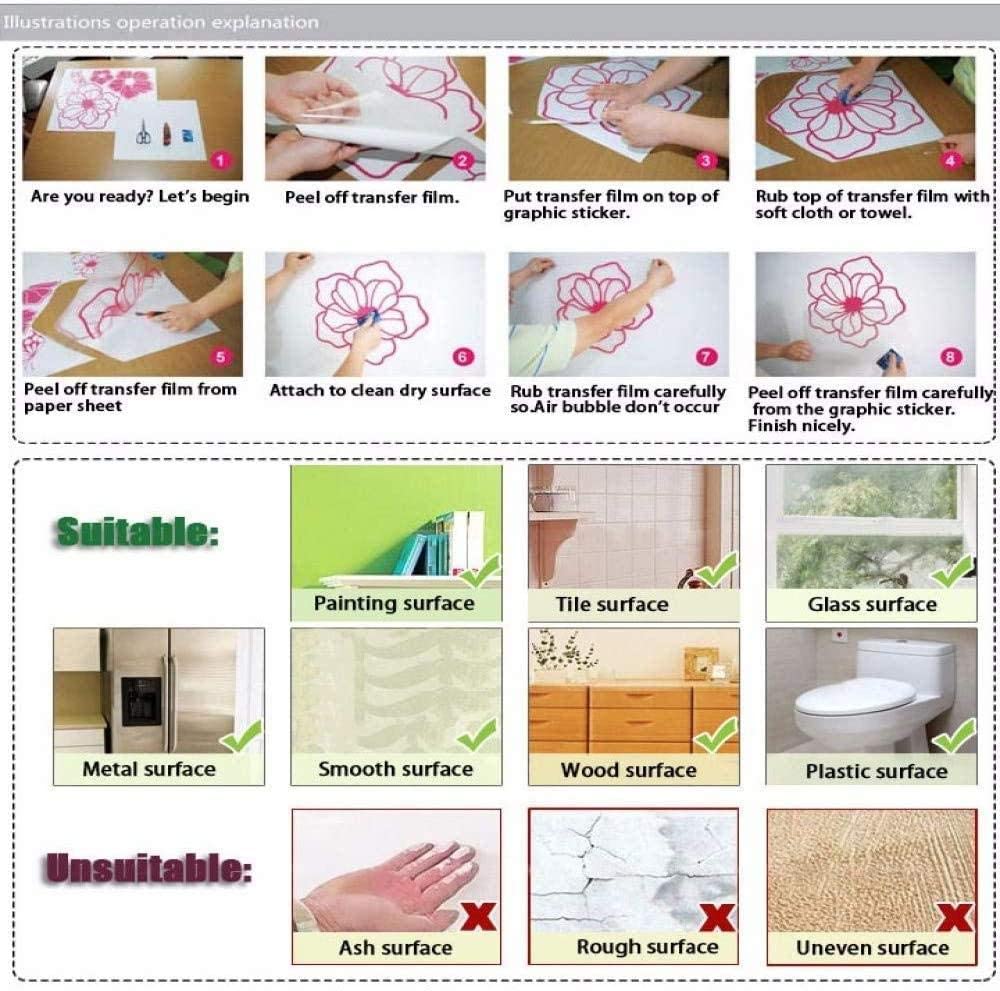 Illustrations operation explanation
1
2
3
4
Are you ready? Let's begin
Peel off transfer film.
Put transfer film on top of
graphic sticker.
Rub top of transfer film with
soft cloth or towel.
5
6
7
8
Peel off transfer film from
paper sheet
Attach to clean dry surface
Rub transfer film carefully
so.Air bubble don't occur
Peel off transfer film carefully
from the graphic sticker.
Finish nicely.
Suitable:
Painting surface
Tile surface
Glass surface
Metal surface
Smooth surface
Wood surface
Plastic surface
Unsuitable:
Ash surface
Rough surface
Uneven surface